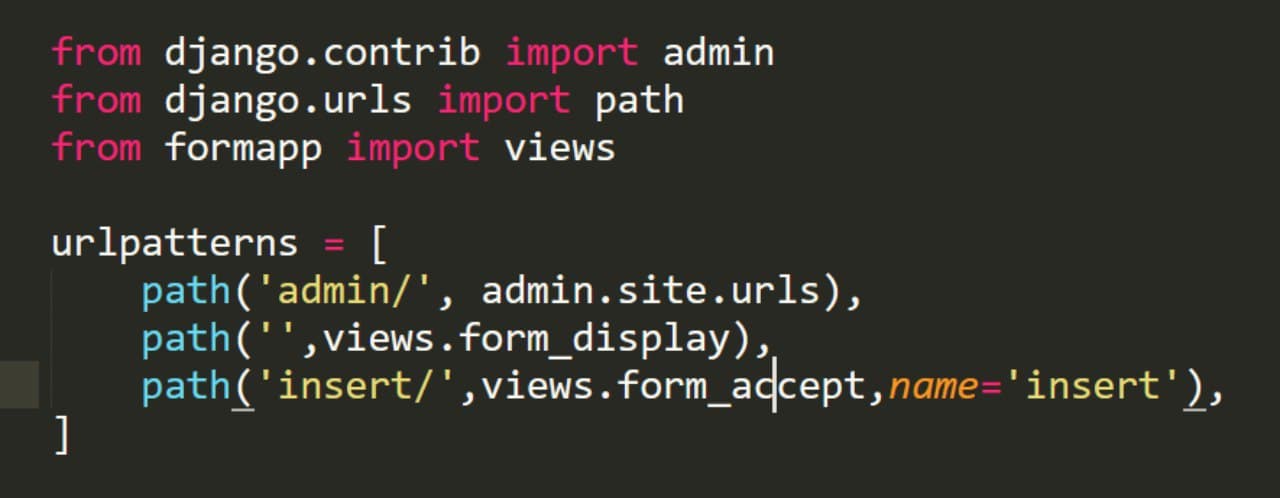 from django.contrib import admin
from django.urls import path
from formapp import views
urlpatterns = [
    path('admin/', admin.site.urls),
    path('',views.form_display),
    path('insert/',views.form_accept,name='insert'),
]